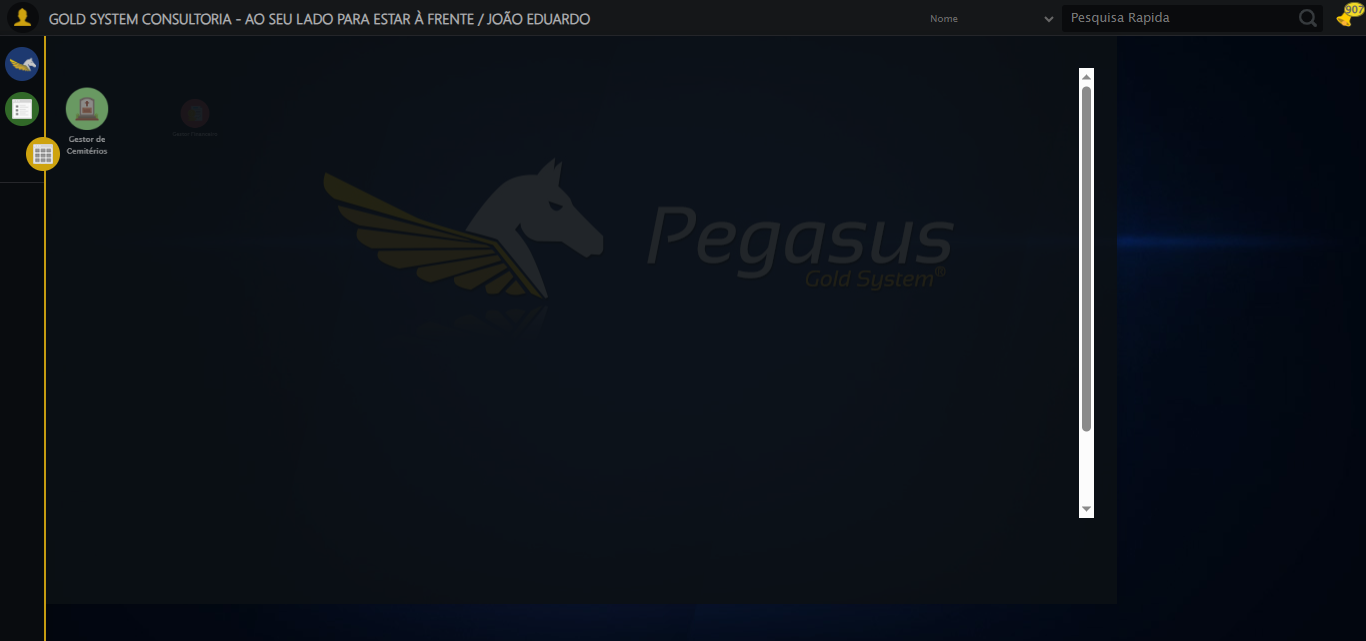 GOLD SYSTEM CONSULTORIA - AO SEU LADO PARA ESTAR À FRENTE / JOÃO EDUARDO
Nome
Pesquisa Rapida
907
Gestor de
Cemitérios
Pegasus
Gold System®